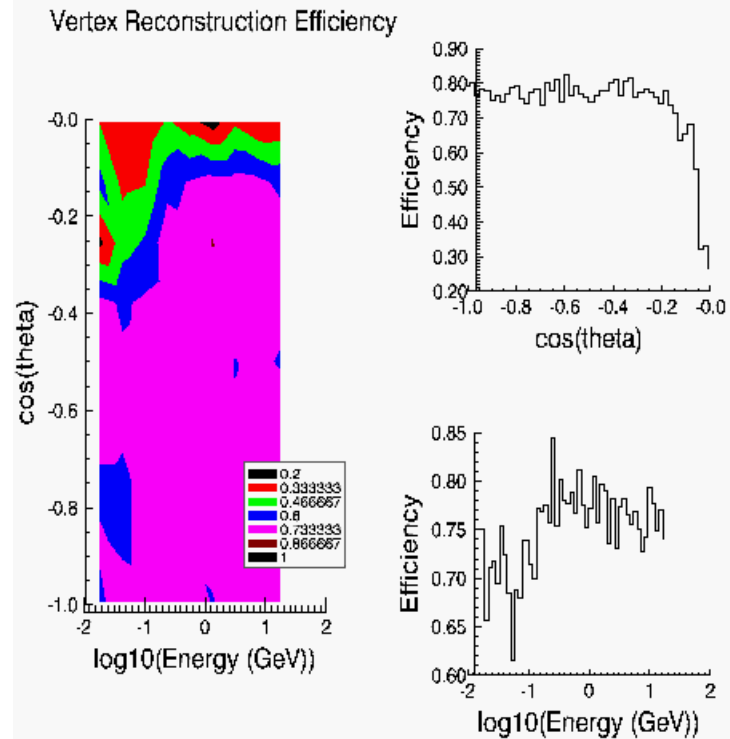 Vertex Reconstruction Efficiency
-0.0
-0.2
-0.4
-0.6
-0.8
-1.0
cos(theta)
-2 -1 0 1 2
log10(Energy (GeV))
0.2
0.333333
0.466667
0.6
0.733333
0.866667
1
0.90
0.80
0.70
0.60
0.50
0.40
0.30
0.20
Efficiency
-1.0 -0.8 -0.6 -0.4 -0.2 -0.0
cos(theta)
0.85
0.80
0.75
0.70
0.65
0.60
Efficiency
-2 -1 0 1 2
log10(Energy (GeV))